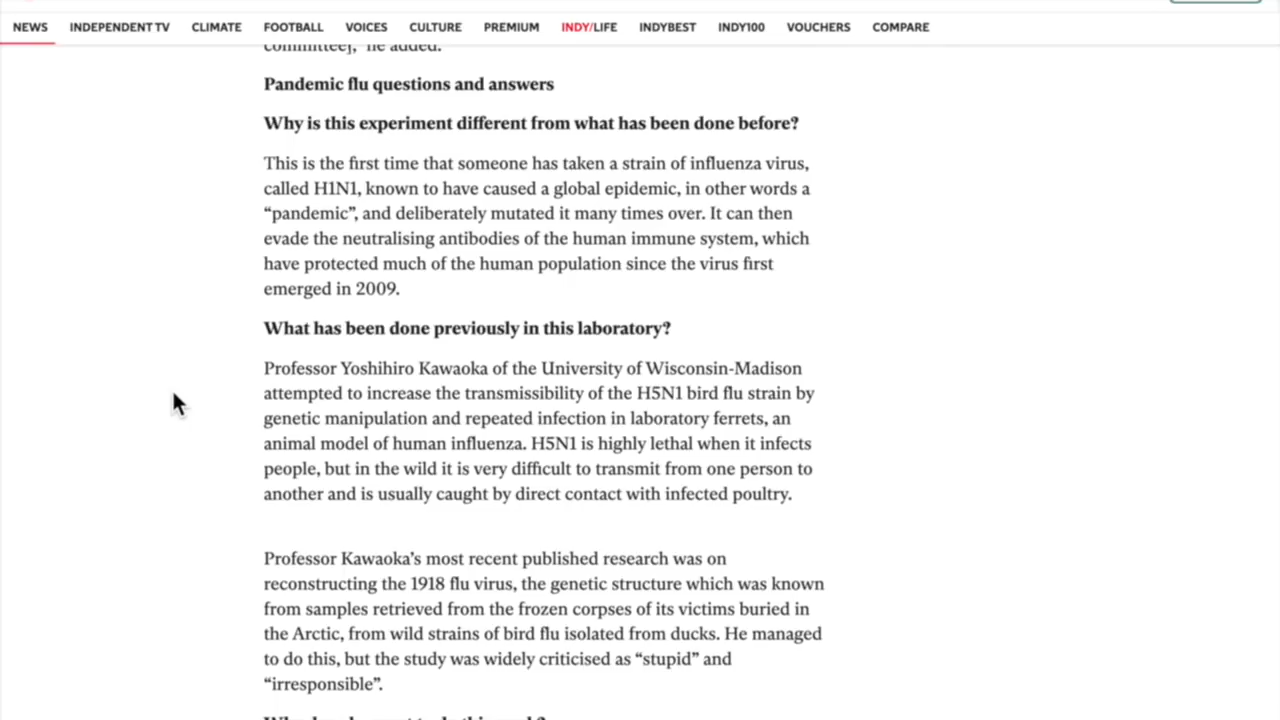 NEWS INDEPENDENT TV CLIMATE FOOTBALL VOICES CULTURE PREMIUM INDY/LIFE INDYBEST INDY100 VOUCHERS COMPARE
committee]," he added.
Pandemic flu questions and answers
Why is this experiment different from what has been done before?
This is the first time that someone has taken a strain of influenza virus,
called H1N1, known to have caused a global epidemic, in other words a
“pandemic”, and deliberately mutated it many times over. It can then
evade the neutralising antibodies of the human immune system, which
have protected much of the human population since the virus first
emerged in 2009.
What has been done previously in this laboratory?
Professor Yoshihiro Kawaoka of the University of Wisconsin-Madison
attempted to increase the transmissibility of the H5N1 bird flu strain by
genetic manipulation and repeated infection in laboratory ferrets, an
animal model of human influenza. H5N1 is highly lethal when it infects
people, but in the wild it is very difficult to transmit from one person to
another and is usually caught by direct contact with infected poultry.
Professor Kawaoka’s most recent published research was on
reconstructing the 1918 flu virus, the genetic structure which was known
from samples retrieved from the frozen corpses of its victims buried in
the Arctic, from wild strains of bird flu isolated from ducks. He managed
to do this, but the study was widely criticised as “stupid” and
“irresponsible”.